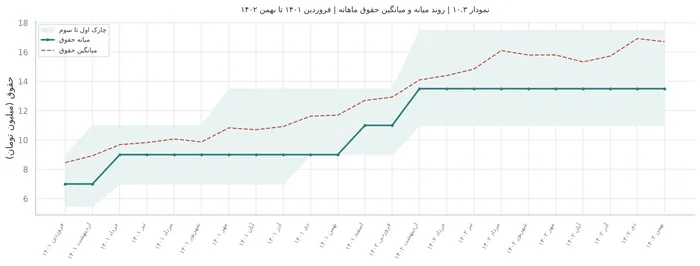 نمودار ۱۰.۳ | روند میانه و میانگین حقوق ماهانه | فروردین ۱۴۰۱ تا بهمن ۱۴۰۲
چارک اول تا سوم
میانه حقوق
میانگین حقوق
حقوق (میلیون تومان)
18
16
14
12
10
8
6
فروردین ۱۴۰۱
اردیبهشت ۱۴۰۱
خرداد ۱۴۰۱
تیر ۱۴۰۱
مرداد ۱۴۰۱
شهریور ۱۴۰۱
مهر ۱۴۰۱
آبان ۱۴۰۱
آذر ۱۴۰۱
دی ۱۴۰۱
بهمن ۱۴۰۱
اسفند ۱۴۰۱
فروردین ۱۴۰۲
اردیبهشت ۱۴۰۲
خرداد ۱۴۰۲
تیر ۱۴۰۲
مرداد ۱۴۰۲
شهریور ۱۴۰۲
مهر ۱۴۰۲
آبان ۱۴۰۲
آذر ۱۴۰۲
دی ۱۴۰۲
بهمن ۱۴۰۲